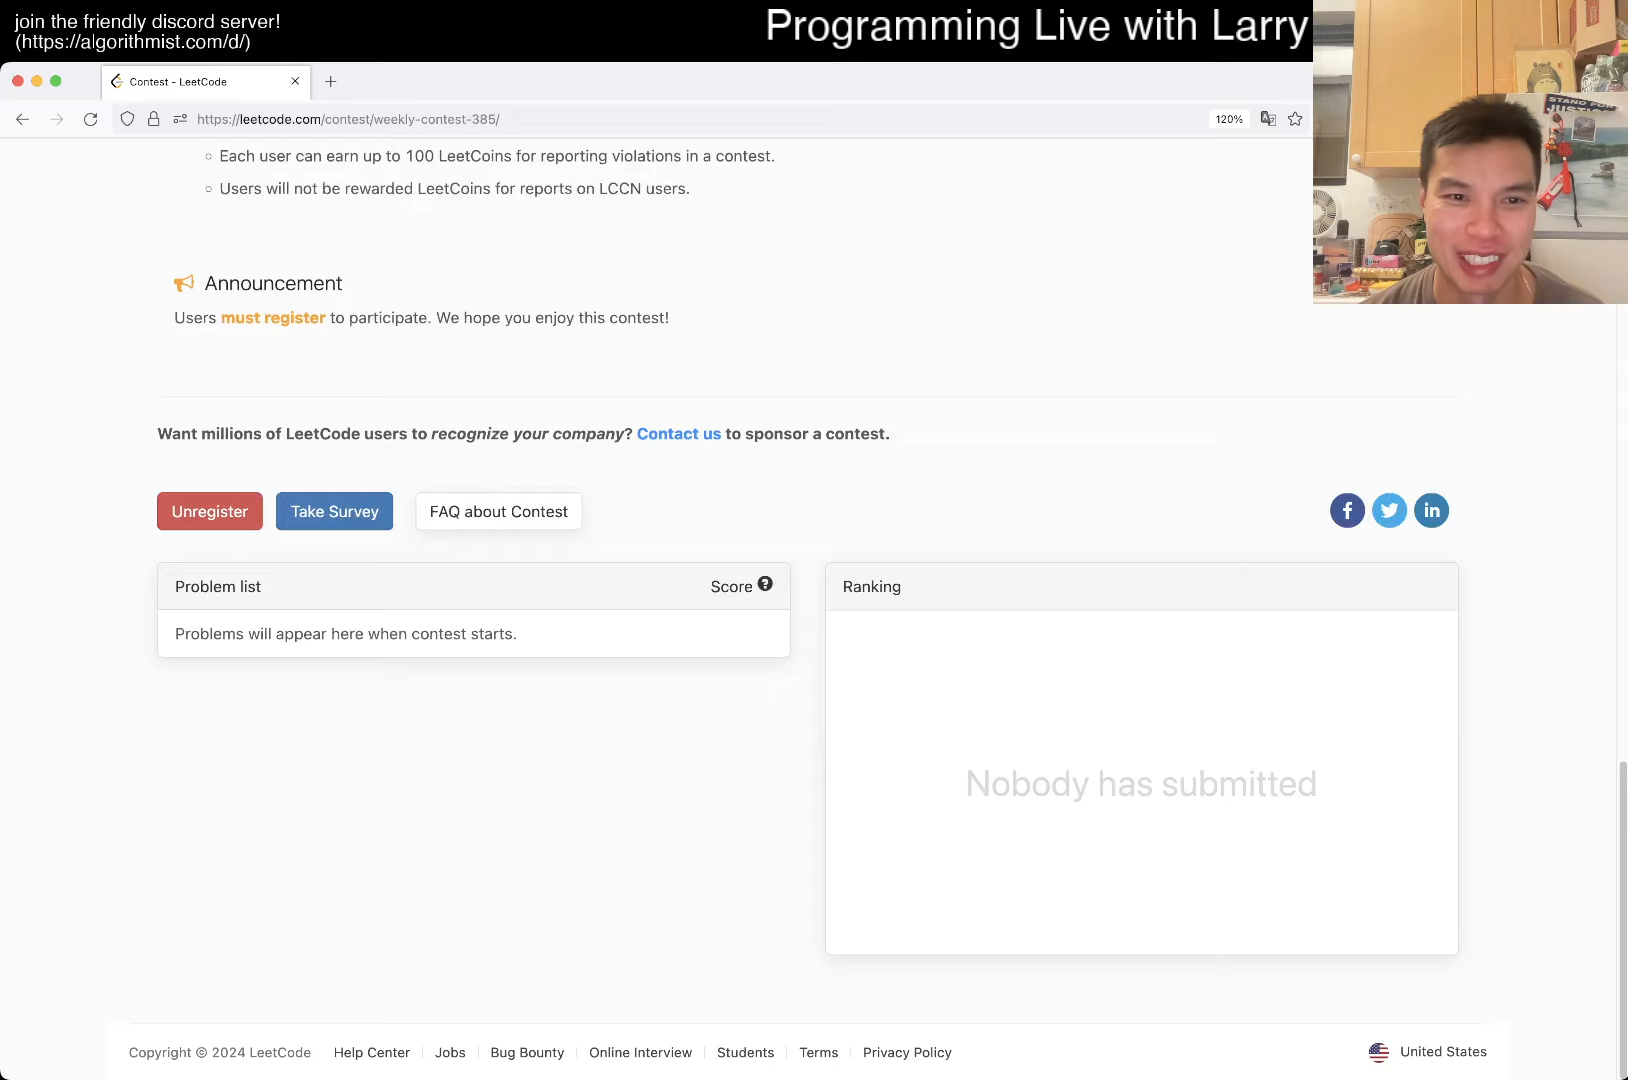 join the friendly discord server!
(https://algorithmist.com/d/)
Programming Live with Larry
Contest - LeetCode
https://leetcode.com/contest/weekly-contest-385/
120%
Each user can earn up to 100 LeetCoins for reporting violations in a contest.
Users will not be rewarded LeetCoins for reports on LCCN users.
STAND FOR
JUSTICE
Announcement
Users must register to participate. We hope you enjoy this contest!
Want millions of LeetCode users to recognize your company? Contact us to sponsor a contest.
Unregister
Take Survey
FAQ about Contest
Problem list
Score
Ranking
Problems will appear here when contest starts.
Nobody has submitted
Copyright © 2024 LeetCode
Help Center
Jobs
Bug Bounty
Online Interview
Students
Terms
Privacy Policy
United States